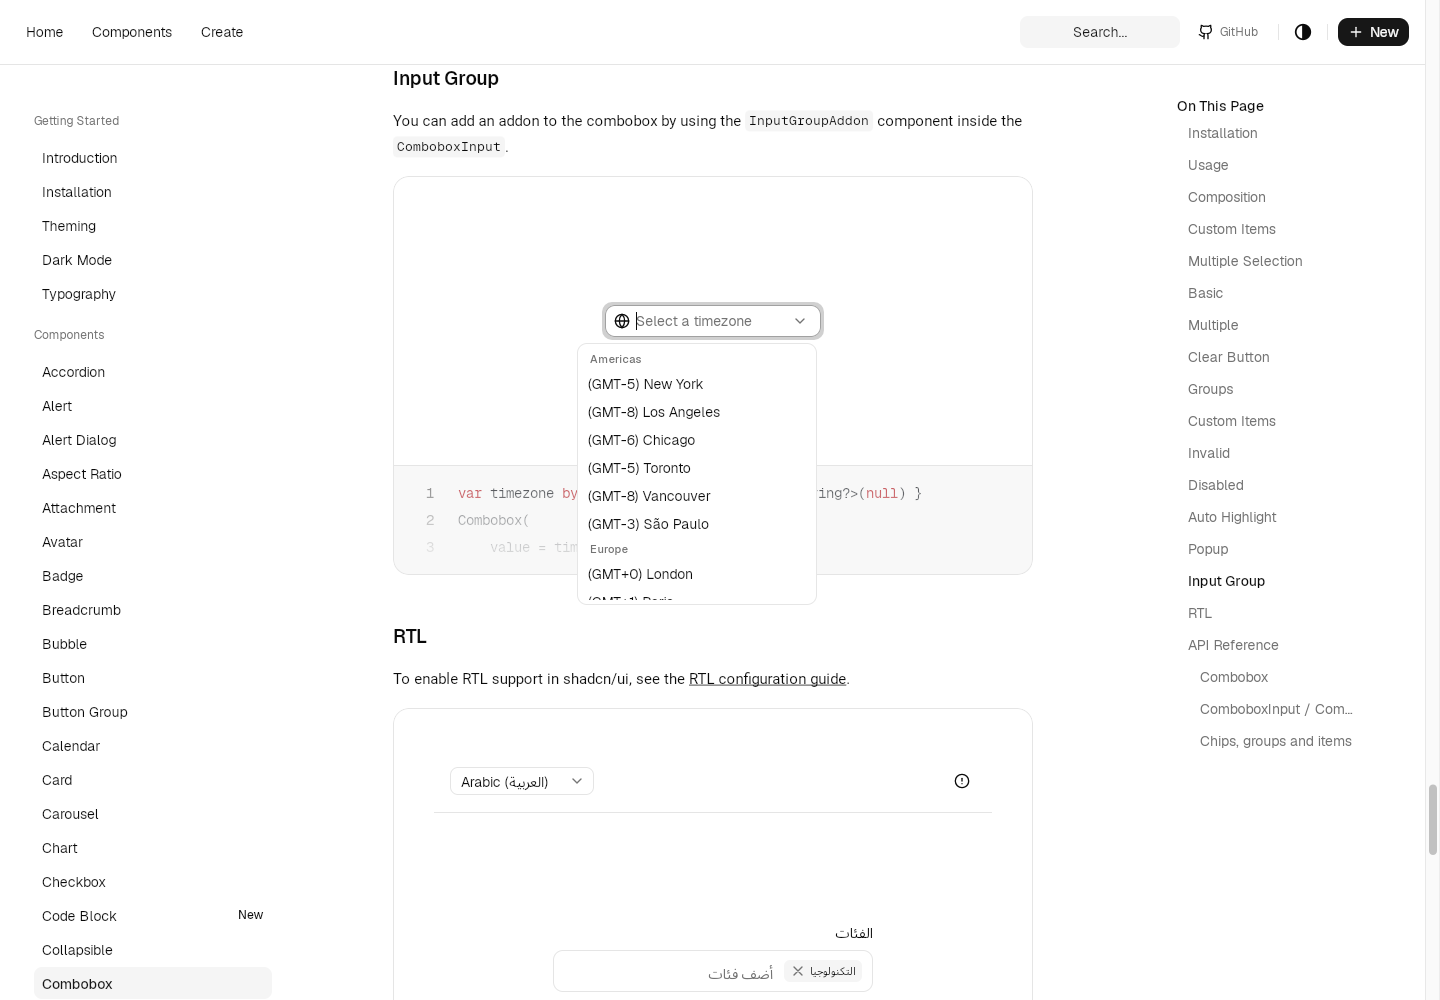 Home
Components
Create
Search...
GitHub
New
Getting Started
Introduction
Installation
Theming
Dark Mode
Typography
Components
Accordion
Alert
Alert Dialog
Aspect Ratio
Attachment
Avatar
Badge
Breadcrumb
Bubble
Button
Button Group
Calendar
Card
Carousel
Chart
Checkbox
Code Block New
Collapsible
Combobox
Input Group
You can add an addon to the combobox by using the InputGroupAddon component inside the
ComboboxInput.
Select a timezone
Americas
(GMT-5) New York
(GMT-8) Los Angeles
(GMT-6) Chicago
(GMT-5) Toronto
(GMT-8) Vancouver
(GMT-3) São Paulo
Europe
(GMT+0) London
(GMT+1) Paris
1 var timezone by ring?>(null) }
2 Combobox(
3 value = tim
RTL
To enable RTL support in shadcn/ui, see the RTL configuration guide.
Arabic (العربية)
الفئات
التكنولوجيا
أضف فئات
On This Page
Installation
Usage
Composition
Custom Items
Multiple Selection
Basic
Multiple
Clear Button
Groups
Custom Items
Invalid
Disabled
Auto Highlight
Popup
Input Group
RTL
API Reference
Combobox
ComboboxInput / Com...
Chips, groups and items